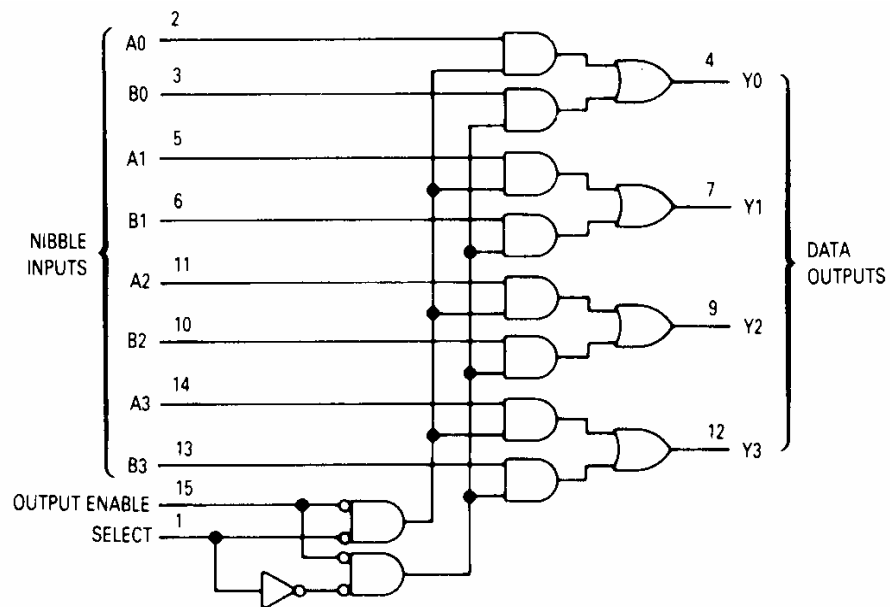 2
A0
3
B0
5
A1
6
B1
11
A2
10
B2
14
A3
13
B3
NIBBLE
INPUTS
OUTPUT ENABLE 15
SELECT 1
4
Y0
7
Y1
9
Y2
12
Y3
DATA
OUTPUTS